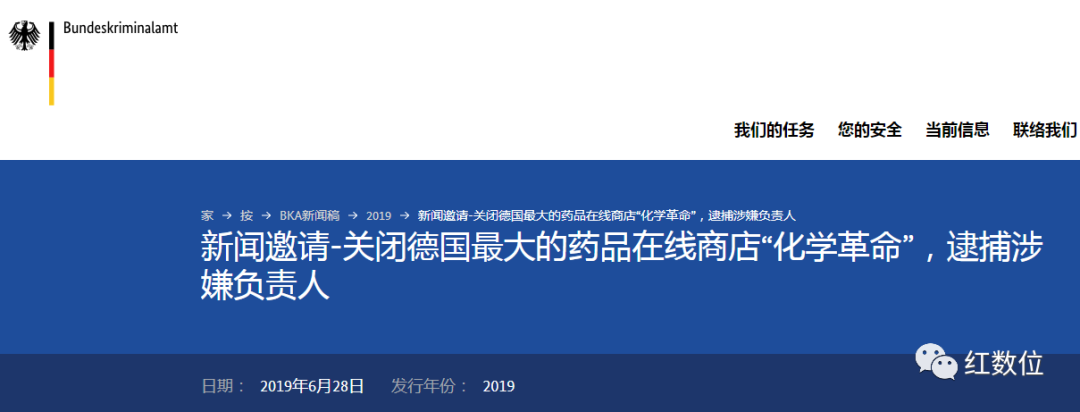 Bundeskriminalamt
我们的任务 您的安全 当前信息 联络我们
家 → 按 → BKA新闻稿 → 2019 → 新闻邀请-关闭德国最大的药品在线商店“化学革命”，逮捕涉嫌负责人
新闻邀请-关闭德国最大的药品在线商店“化学革命”，逮捕涉
嫌负责人
红数位
日期： 2019年6月28日 发行年份： 2019